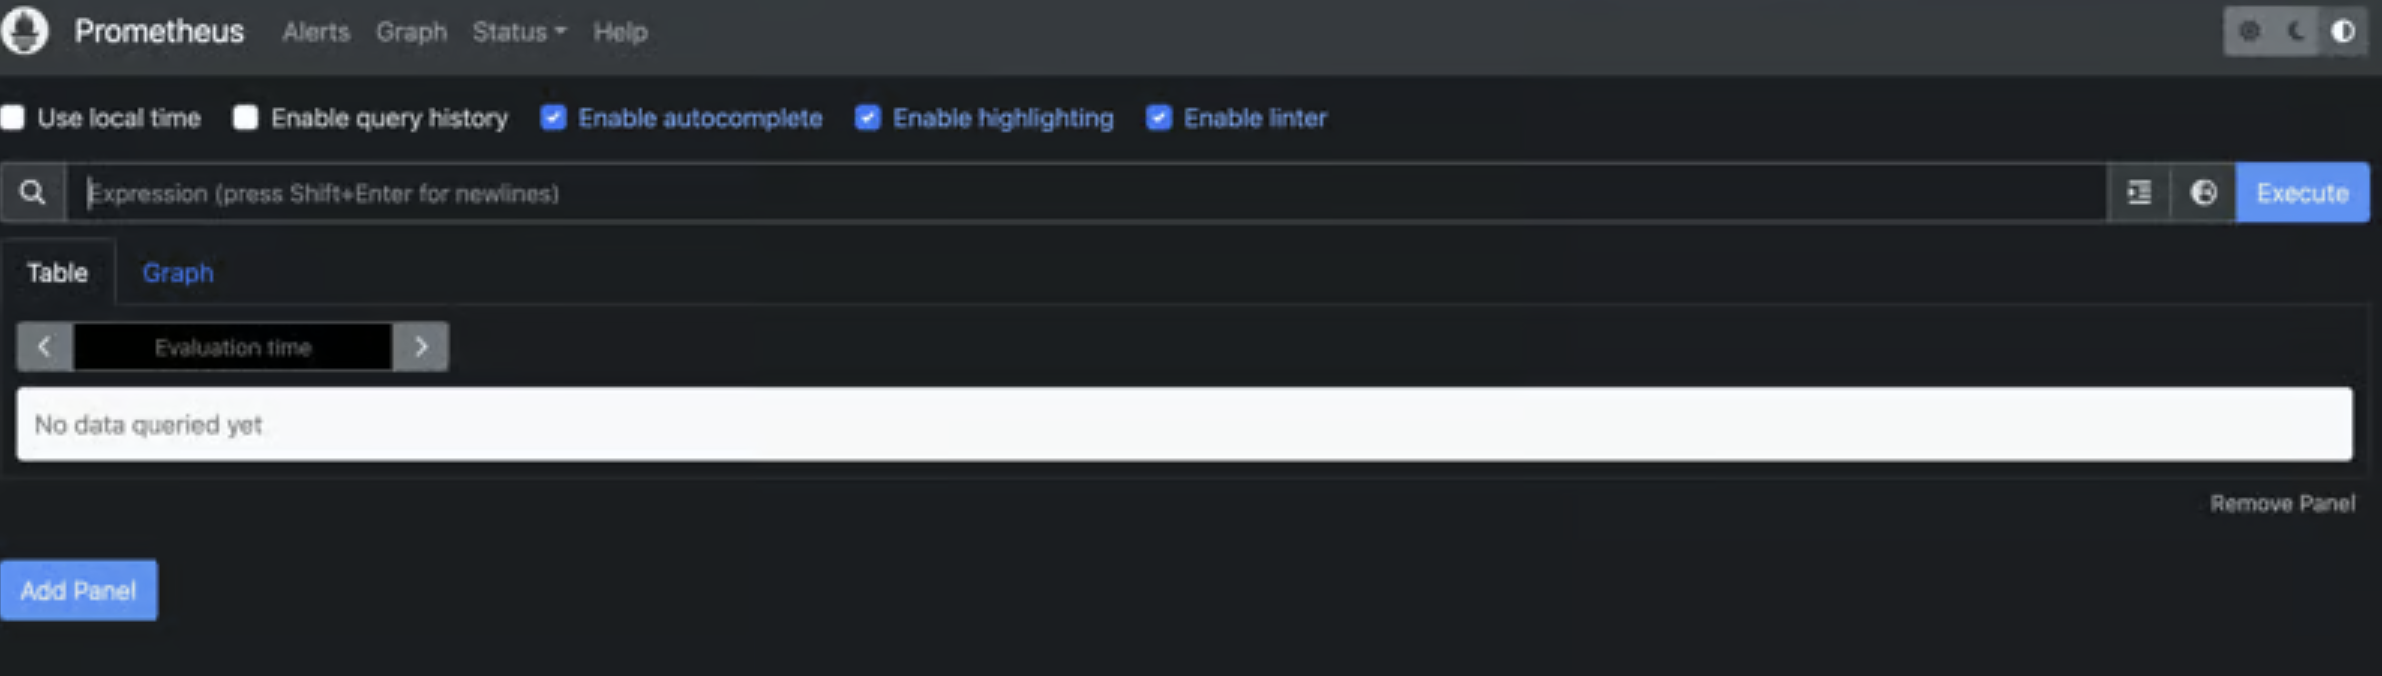 Prometheus Alerts Graph Status Help
Use local time Enable query history Enable autocomplete Enable highlighting Enable linter
Expression (press Shift+Enter for newlines) Execute
Table Graph
Evaluation time
No data queried yet
Remove Panel
Add Panel